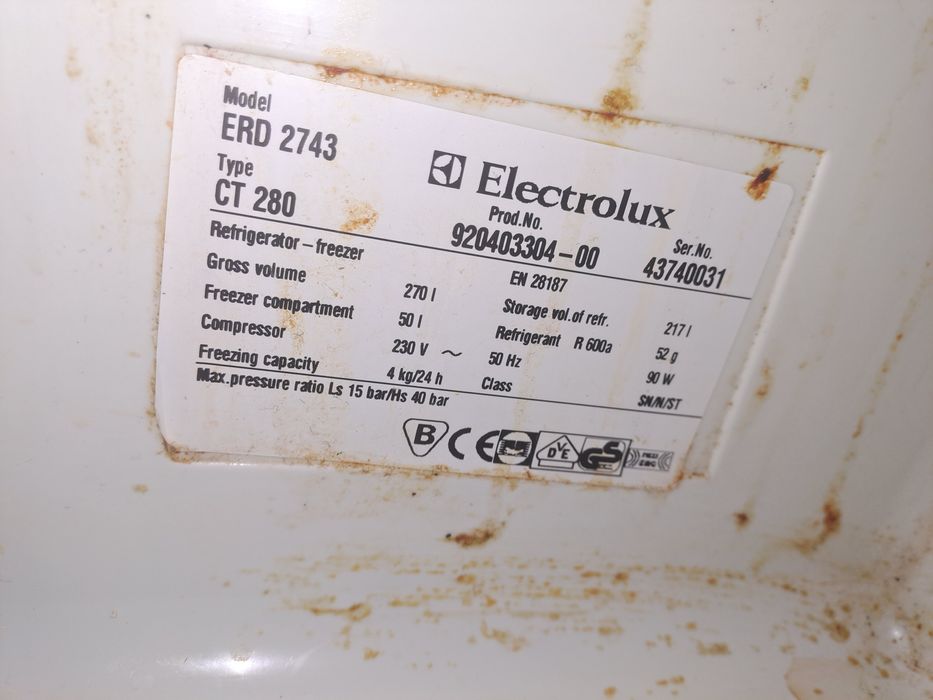 Model
ERD 2743
Type
CT 280
Electrolux
Prod.No.
920403304-00
Ser.No.
43740031
Refrigerator-freezer EN 28187
Gross volume 270 l Storage vol.of refr. 217 l
Freezer compartment 50 l Refrigerant R 600a 52 g
Compressor 230 V ~ 50 Hz 90 W
Freezing capacity 4 kg/24 h Class SN/N/ST
Max.pressure ratio Ls 15 bar/Hs 40 bar
B CE DVE GS